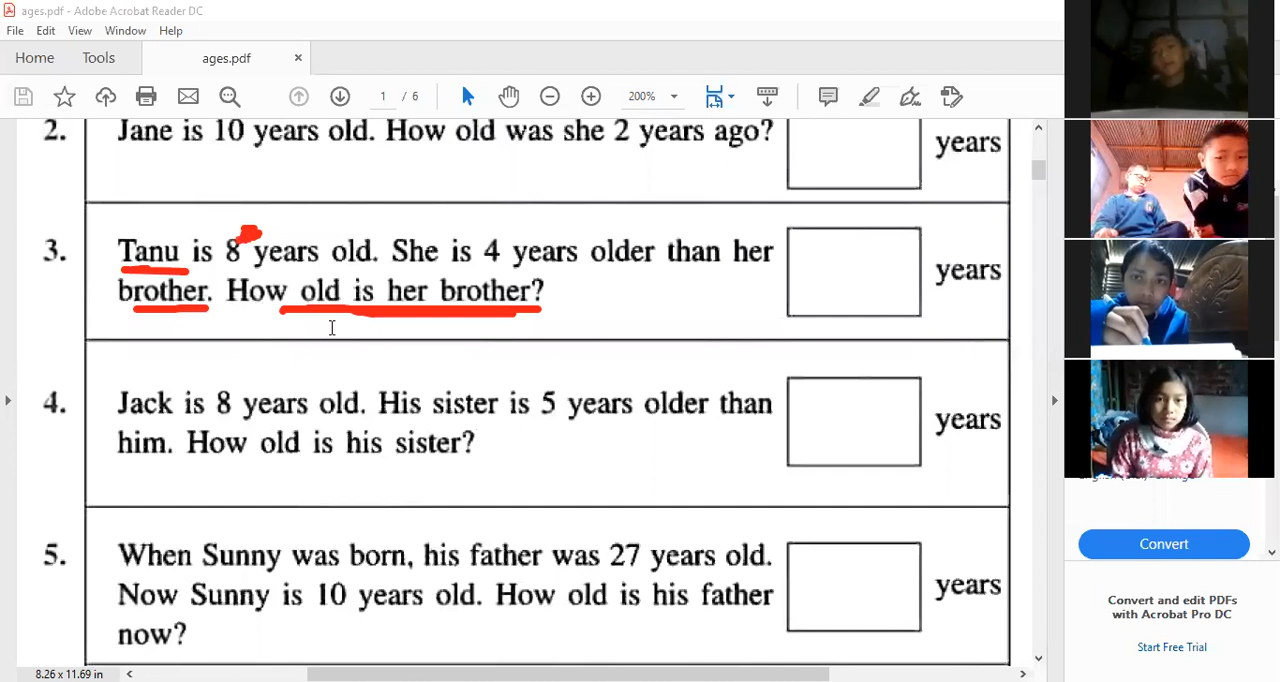 ages.pdf - Adobe Acrobat Reader DC
File Edit View Window Help
Home Tools ages.pdf ×
1 / 6 200%
2. Jane is 10 years old. How old was she 2 years ago? years
3. Tanu is 8 years old. She is 4 years older than her
brother. How old is her brother?
years
4. Jack is 8 years old. His sister is 5 years older than
him. How old is his sister?
years
5. When Sunny was born, his father was 27 years old.
Now Sunny is 10 years old. How old is his father
now?
years
8.26 x 11.69 in
Convert
Convert and edit PDFs
with Acrobat Pro DC
Start Free Trial